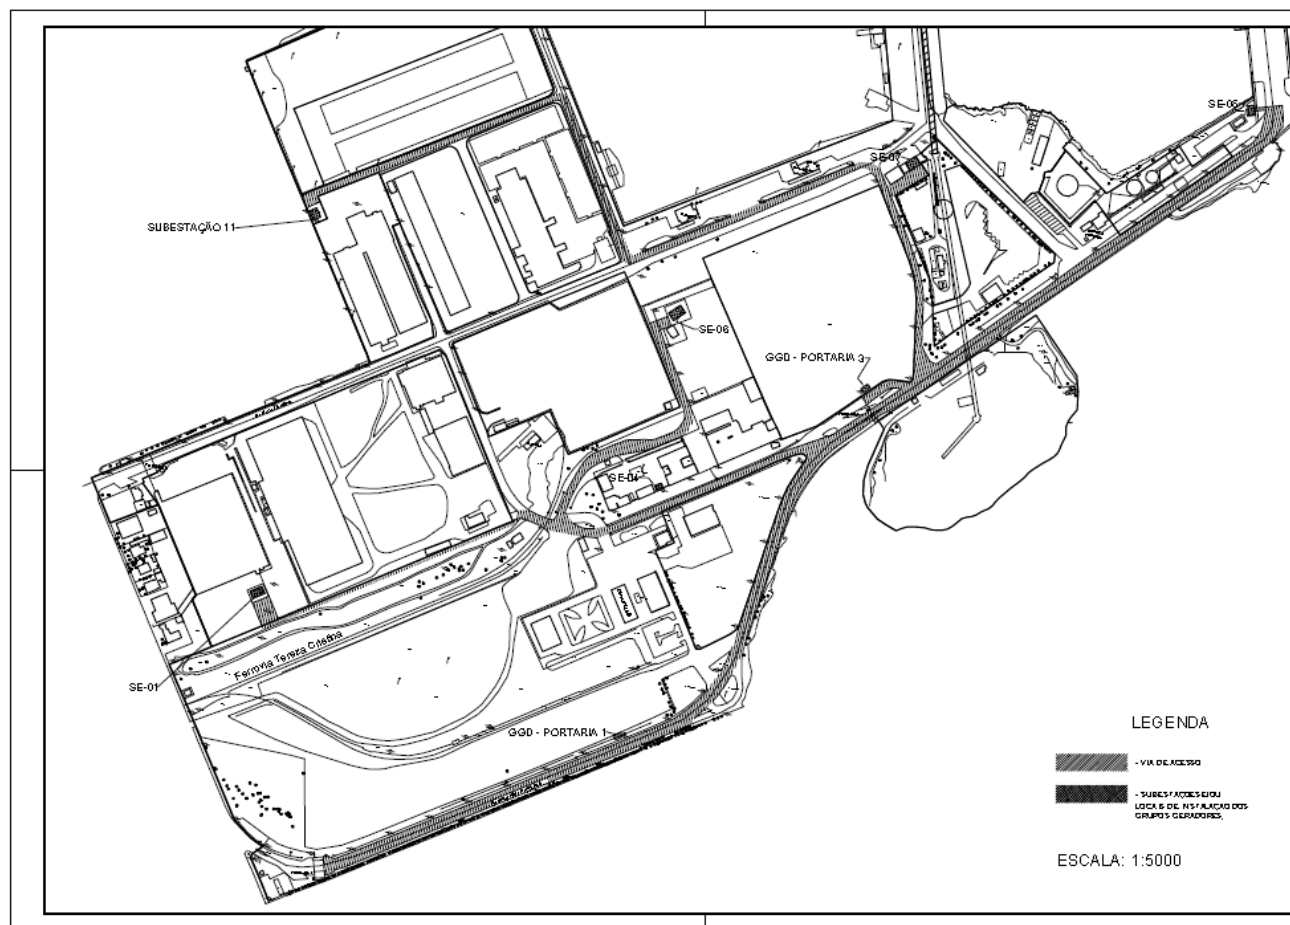 SE-05
SE-07
SUBESTAÇÃO 11
SE-06
GGD - PORTARIA 3
SE-04
Ferrovia Tereza Cristina
SE-01
GGD - PORTARIA 1
LEGENDA
- VIA DE ACESSO
- SUBESTAÇÕES E/OU
LOCAIS DE INSTALAÇÃO DOS
GRUPOS GERADORES,
ESCALA: 1:5000